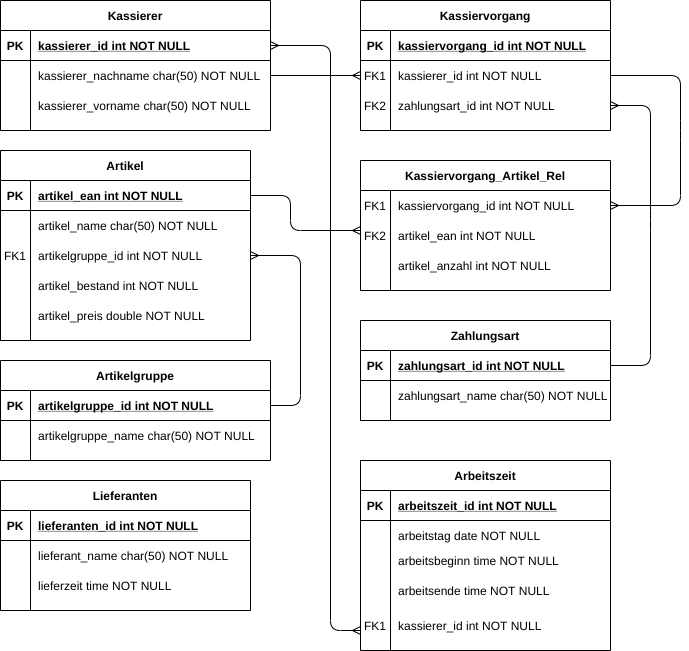 Kassierer
PK kassierer_id int NOT NULL
kassierer_nachname char(50) NOT NULL
kassierer_vorname char(50) NOT NULL
Kassiervorgang
PK kassiervorgang_id int NOT NULL
FK1 kassierer_id int NOT NULL
FK2 zahlungsart_id int NOT NULL
Artikel
PK artikel_ean int NOT NULL
artikel_name char(50) NOT NULL
FK1 artikelgruppe_id int NOT NULL
artikel_bestand int NOT NULL
artikel_preis double NOT NULL
Kassiervorgang_Artikel_Rel
FK1 kassiervorgang_id int NOT NULL
FK2 artikel_ean int NOT NULL
artikel_anzahl int NOT NULL
Artikelgruppe
PK artikelgruppe_id int NOT NULL
artikelgruppe_name char(50) NOT NULL
Zahlungsart
PK zahlungsart_id int NOT NULL
zahlungsart_name char(50) NOT NULL
Lieferanten
PK lieferanten_id int NOT NULL
lieferant_name char(50) NOT NULL
lieferzeit time NOT NULL
Arbeitszeit
PK arbeitszeit_id int NOT NULL
arbeitstag date NOT NULL
arbeitsbeginn time NOT NULL
arbeitsende time NOT NULL
FK1 kassierer_id int NOT NULL